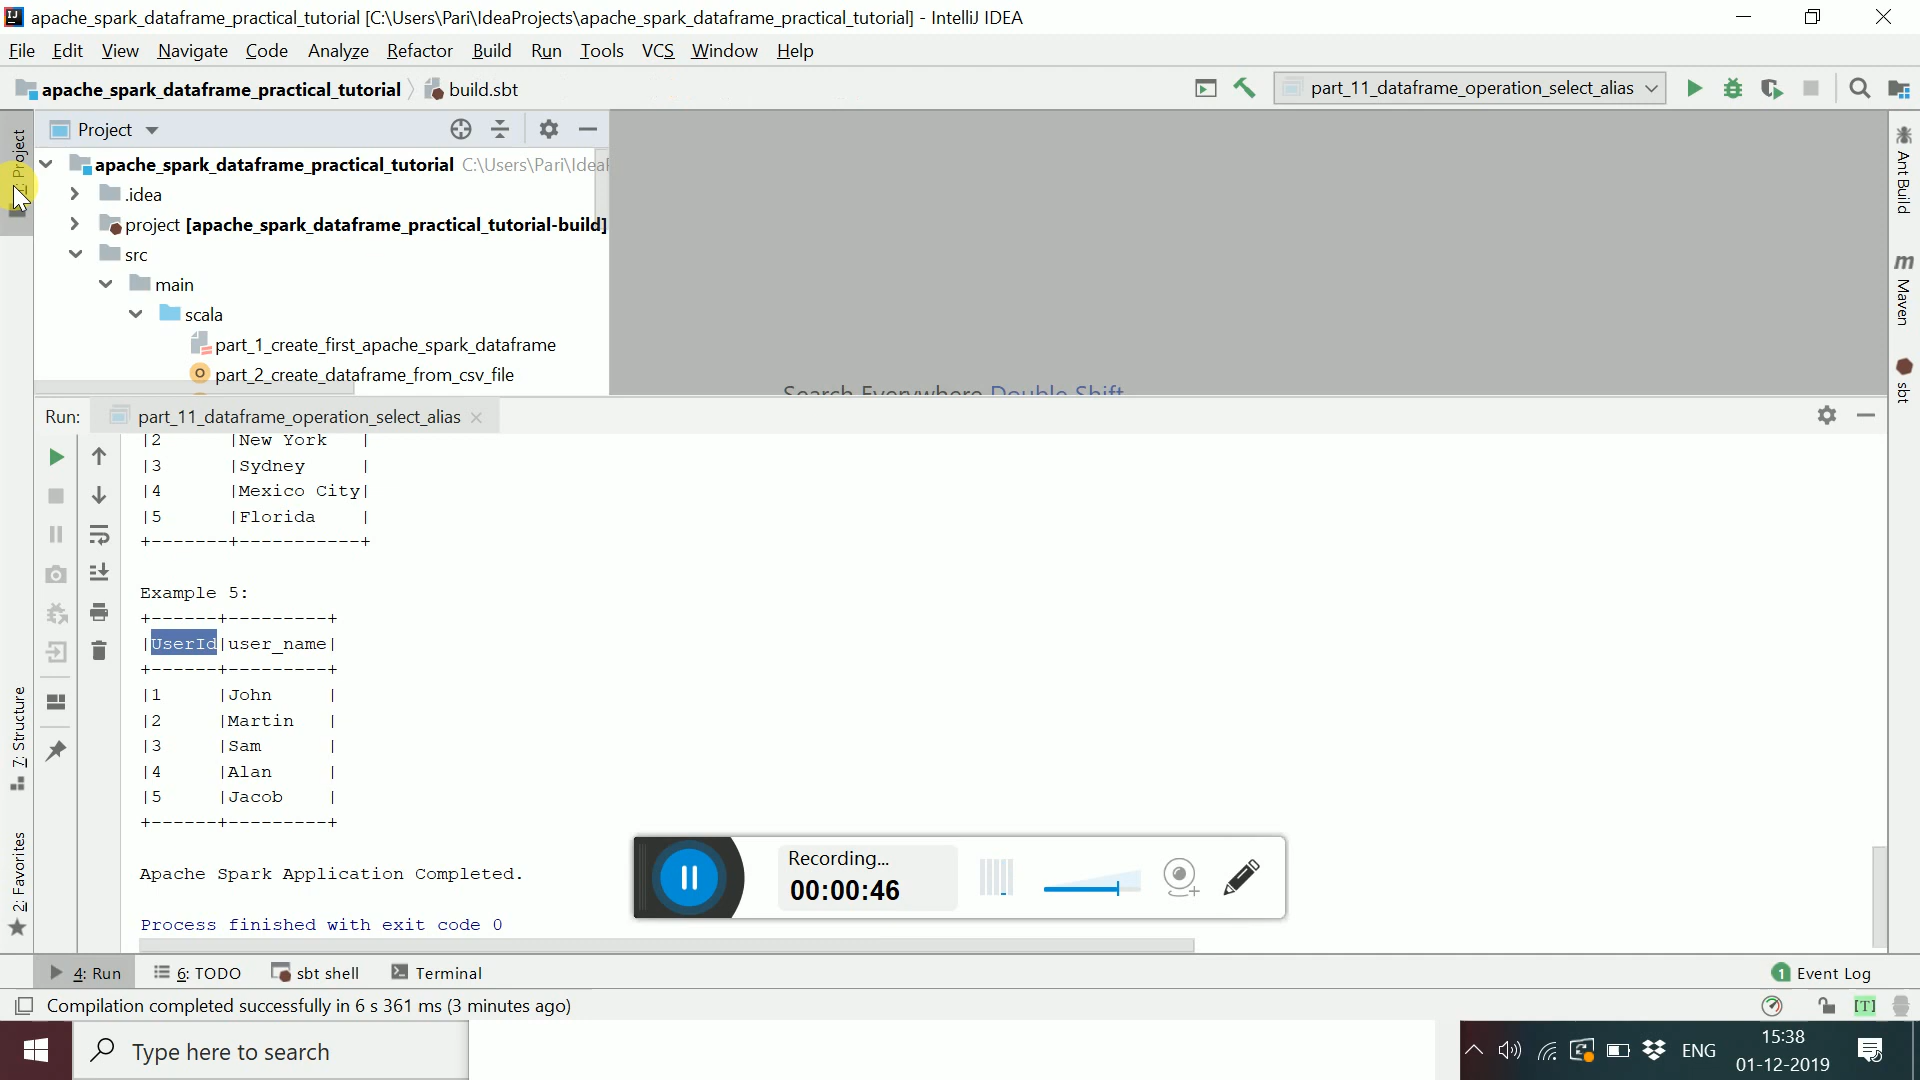 apache_spark_dataframe_practical_tutorial [C:\Users\Pari\IdeaProjects\apache_spark_dataframe_practical_tutorial] - IntelliJ IDEA
File Edit View Navigate Code Analyze Refactor Build Run Tools VCS Window Help
apache_spark_dataframe_practical_tutorial build.sbt part_11_dataframe_operation_select_alias
Project
Project
apache_spark_dataframe_practical_tutorial C:\Users\Pari\Idea
.idea
project [apache_spark_dataframe_practical_tutorial-build]
src
main
scala
part_1_create_first_apache_spark_dataframe
part_2_create_dataframe_from_csv_file
Search Everywhere Double Shift
Ant Build
Maven
sbt
Run: part_11_dataframe_operation_select_alias
|2 |New York |
|3 |Sydney |
|4 |Mexico City|
|5 |Florida |
+-------+-----------+
Example 5:
+------+---------+
|UserId|user_name|
+------+---------+
|1 |John |
|2 |Martin |
|3 |Sam |
|4 |Alan |
|5 |Jacob |
+------+---------+
Apache Spark Application Completed.
Process finished with exit code 0
7: Structure
2: Favorites
Recording...
00:00:46
4: Run 6: TODO sbt shell Terminal 1 Event Log
Compilation completed successfully in 6 s 361 ms (3 minutes ago) [T]
Type here to search ENG 15:38
01-12-2019